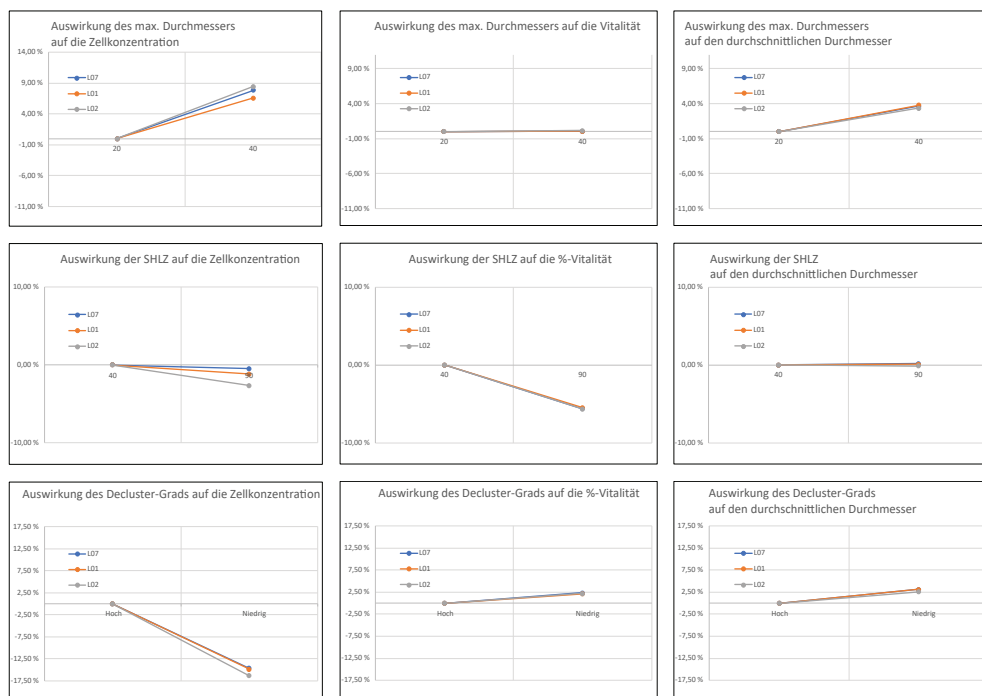 Auswirkung des max. Durchmessers
auf die Zellkonzentration
14,00 %
9,00 %
4,00 %
-1,00 %
-6,00 %
-11,00 %
L07
L01
L02
20
40
Auswirkung des max. Durchmessers auf die Vitalität
9,00 %
4,00 %
-1,00 %
-6,00 %
-11,00 %
L07
L01
L02
20
40
Auswirkung des max. Durchmessers
auf den durchschnittlichen Durchmesser
9,00 %
4,00 %
-1,00 %
-6,00 %
-11,00 %
L07
L01
L02
20
40
Auswirkung der SHLZ auf die Zellkonzentration
10,00 %
0,00 %
-10,00 %
L07
L01
L02
40
90
Auswirkung der SHLZ auf die %-Vitalität
10,00 %
0,00 %
-10,00 %
L07
L01
L02
40
90
Auswirkung der SHLZ
auf den durchschnittlichen Durchmesser
10,00 %
0,00 %
-10,00 %
L07
L01
L02
40
90
Auswirkung des Decluster-Grads auf die Zellkonzentration
17,50 %
12,50 %
7,50 %
2,50 %
-2,50 %
-7,50 %
-12,50 %
-17,50 %
L07
L01
L02
Hoch
Niedrig
Auswirkung des Decluster-Grads auf die %-Vitalität
17,50 %
12,50 %
7,50 %
2,50 %
-2,50 %
-7,50 %
-12,50 %
-17,50 %
L07
L01
L02
Hoch
Niedrig
Auswirkung des Decluster-Grads
auf den durchschnittlichen Durchmesser
17,50 %
12,50 %
7,50 %
2,50 %
-2,50 %
-7,50 %
-12,50 %
-17,50 %
L07
L01
L02
Hoch
Niedrig